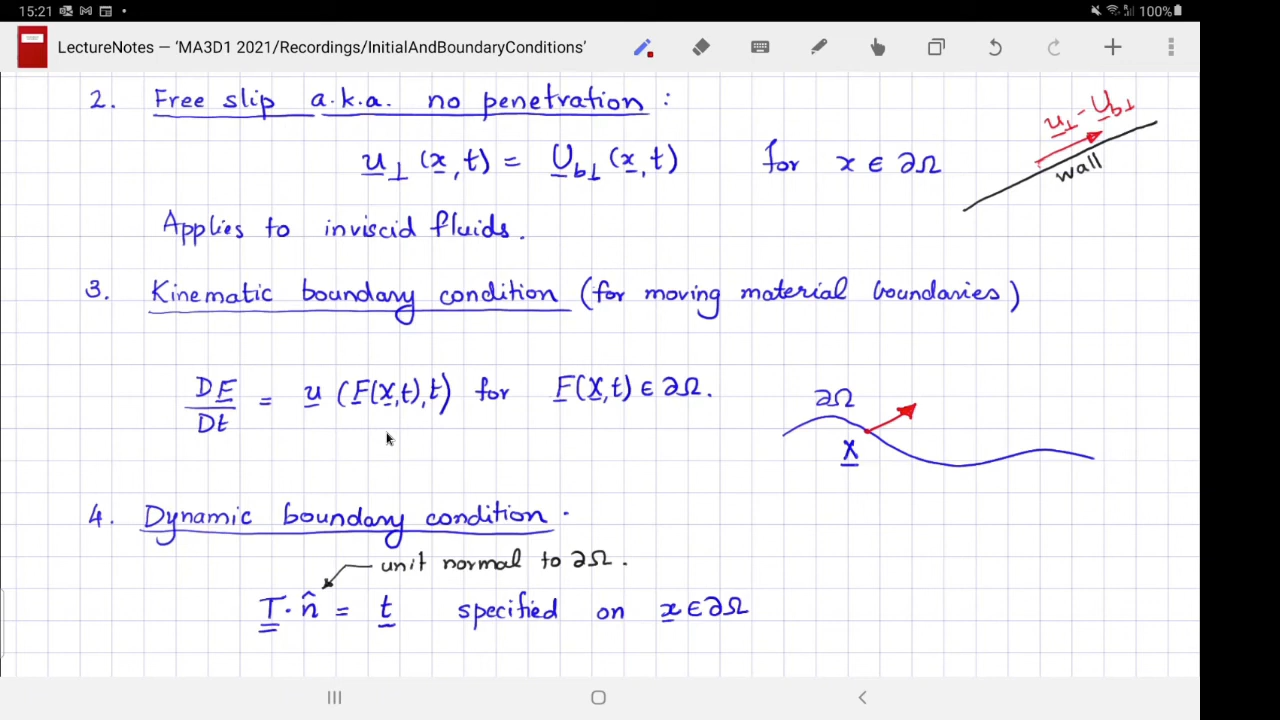 15:21 100%
LectureNotes — 'MA3D1 2021/Recordings/InitialAndBoundaryConditions'
2. Free slip a.k.a. no penetration :
u⊥ (x,t) = U_b⊥ (x,t) for x ∈ ∂Ω
u⊥ - U_b⊥
wall
Applies to inviscid fluids.
3. Kinematic boundary condition (for moving material boundaries)
DF/Dt = u (F(x,t),t) for F(X,t) ∈ ∂Ω.
∂Ω
X
4. Dynamic boundary condition.
unit normal to ∂Ω.
T · n̂ = t specified on x ∈ ∂Ω